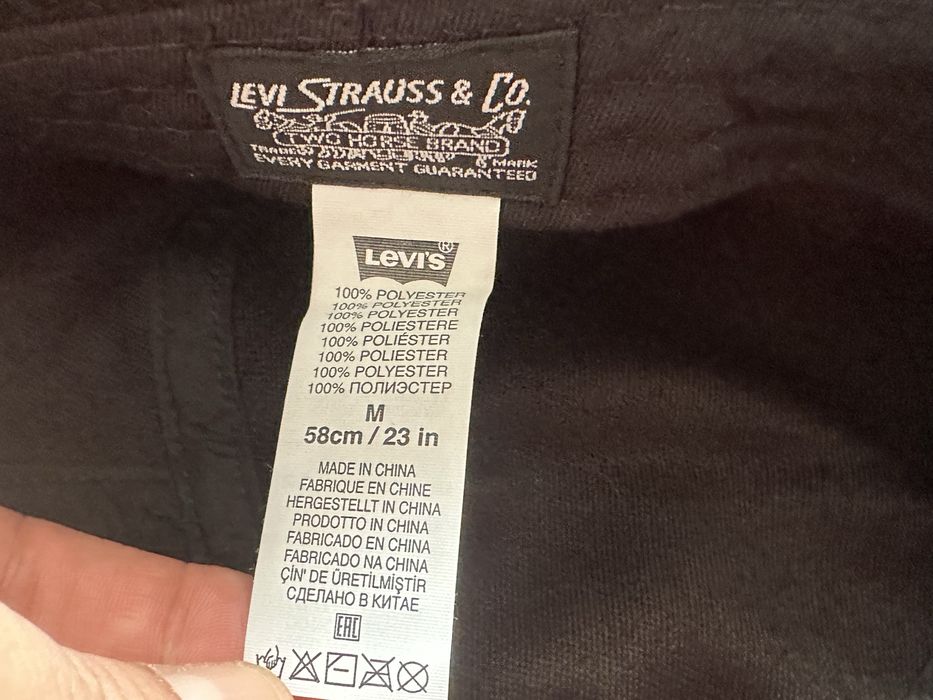 LEVI STRAUSS & CO.
TWO HORSE BRAND
TRADE MARK
EVERY GARMENT GUARANTEED
LEVI'S®
100% POLYESTER
100% POLYESTER
100% POLYESTER
100% POLIESTERE
100% POLIÉSTER
100% POLIESTER
100% POLYESTER
100% ПОЛИЭСТЕР
M
58cm / 23 in
MADE IN CHINA
FABRIQUE EN CHINE
HERGESTELLT IN CHINA
PRODOTTO IN CHINA
FABRICADO EN CHINA
FABRICADO NA CHINA
ÇİN' DE ÜRETİLMİŞTİR
СДЕЛАНО В КИТАЕ
EAC